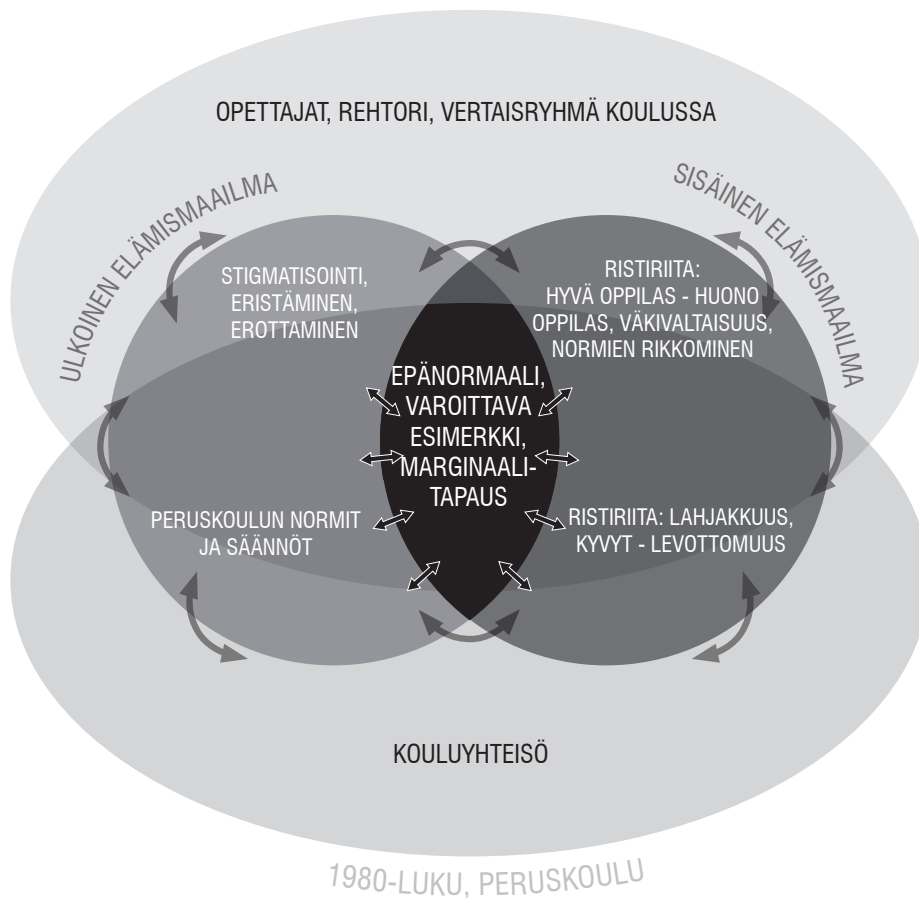 OPETTAJAT, REHTORI, VERTAISRYHMÄ KOULUSSA
ULKOINEN ELÄMISMAAILMA
SISÄINEN ELÄMISMAAILMA
STIGMATISOINTI,
ERISTÄMINEN,
EROTTAMINEN
RISTIRIITA:
HYVÄ OPPILAS - HUONO
OPPILAS, VÄKIVALTAISUUS,
NORMIEN RIKKOMINEN
EPÄNORMAALI,
VAROITTAVA
ESIMERKKI,
MARGINAALI-
TAPAUS
PERUSKOULUN NORMIT
JA SÄÄNNÖT
RISTIRIITA: LAHJAKKUUS,
KYVYT - LEVOTTOMUUS
KOULUYHTEISÖ
1980-LUKU, PERUSKOULU